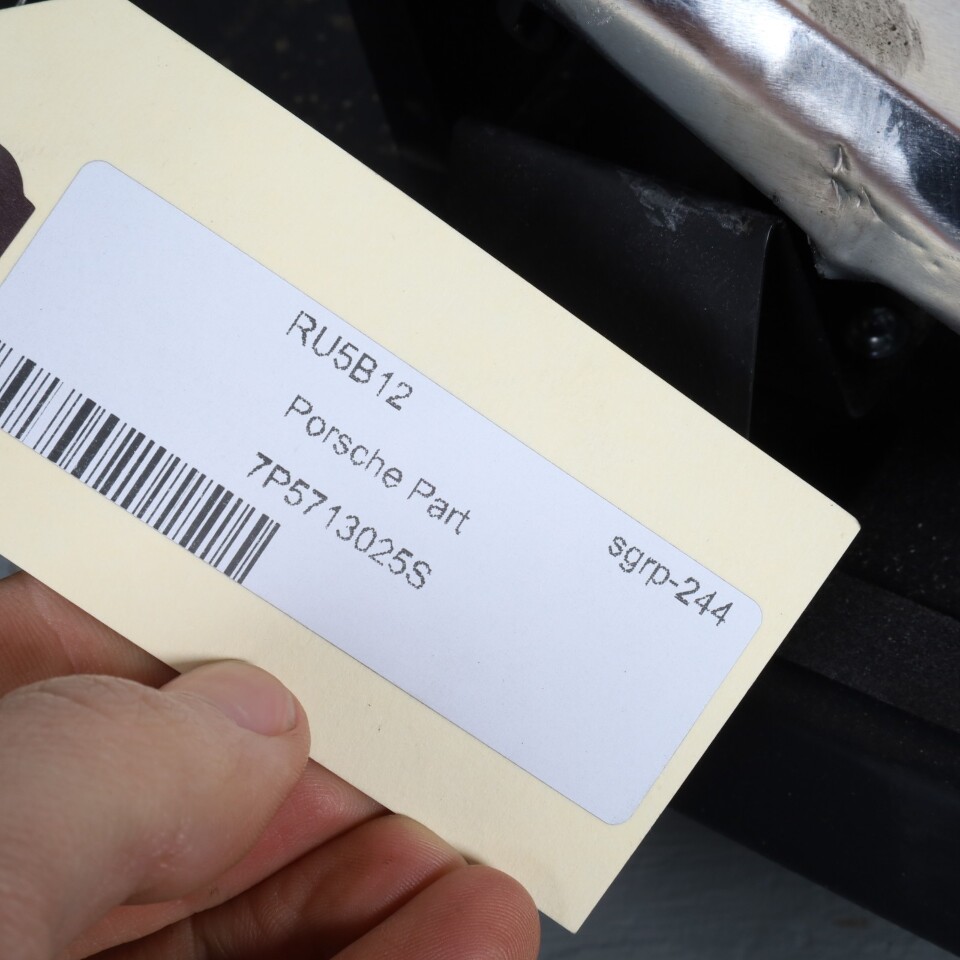 RU5B12
Porsche Part
7P5713025S
sgrp-244